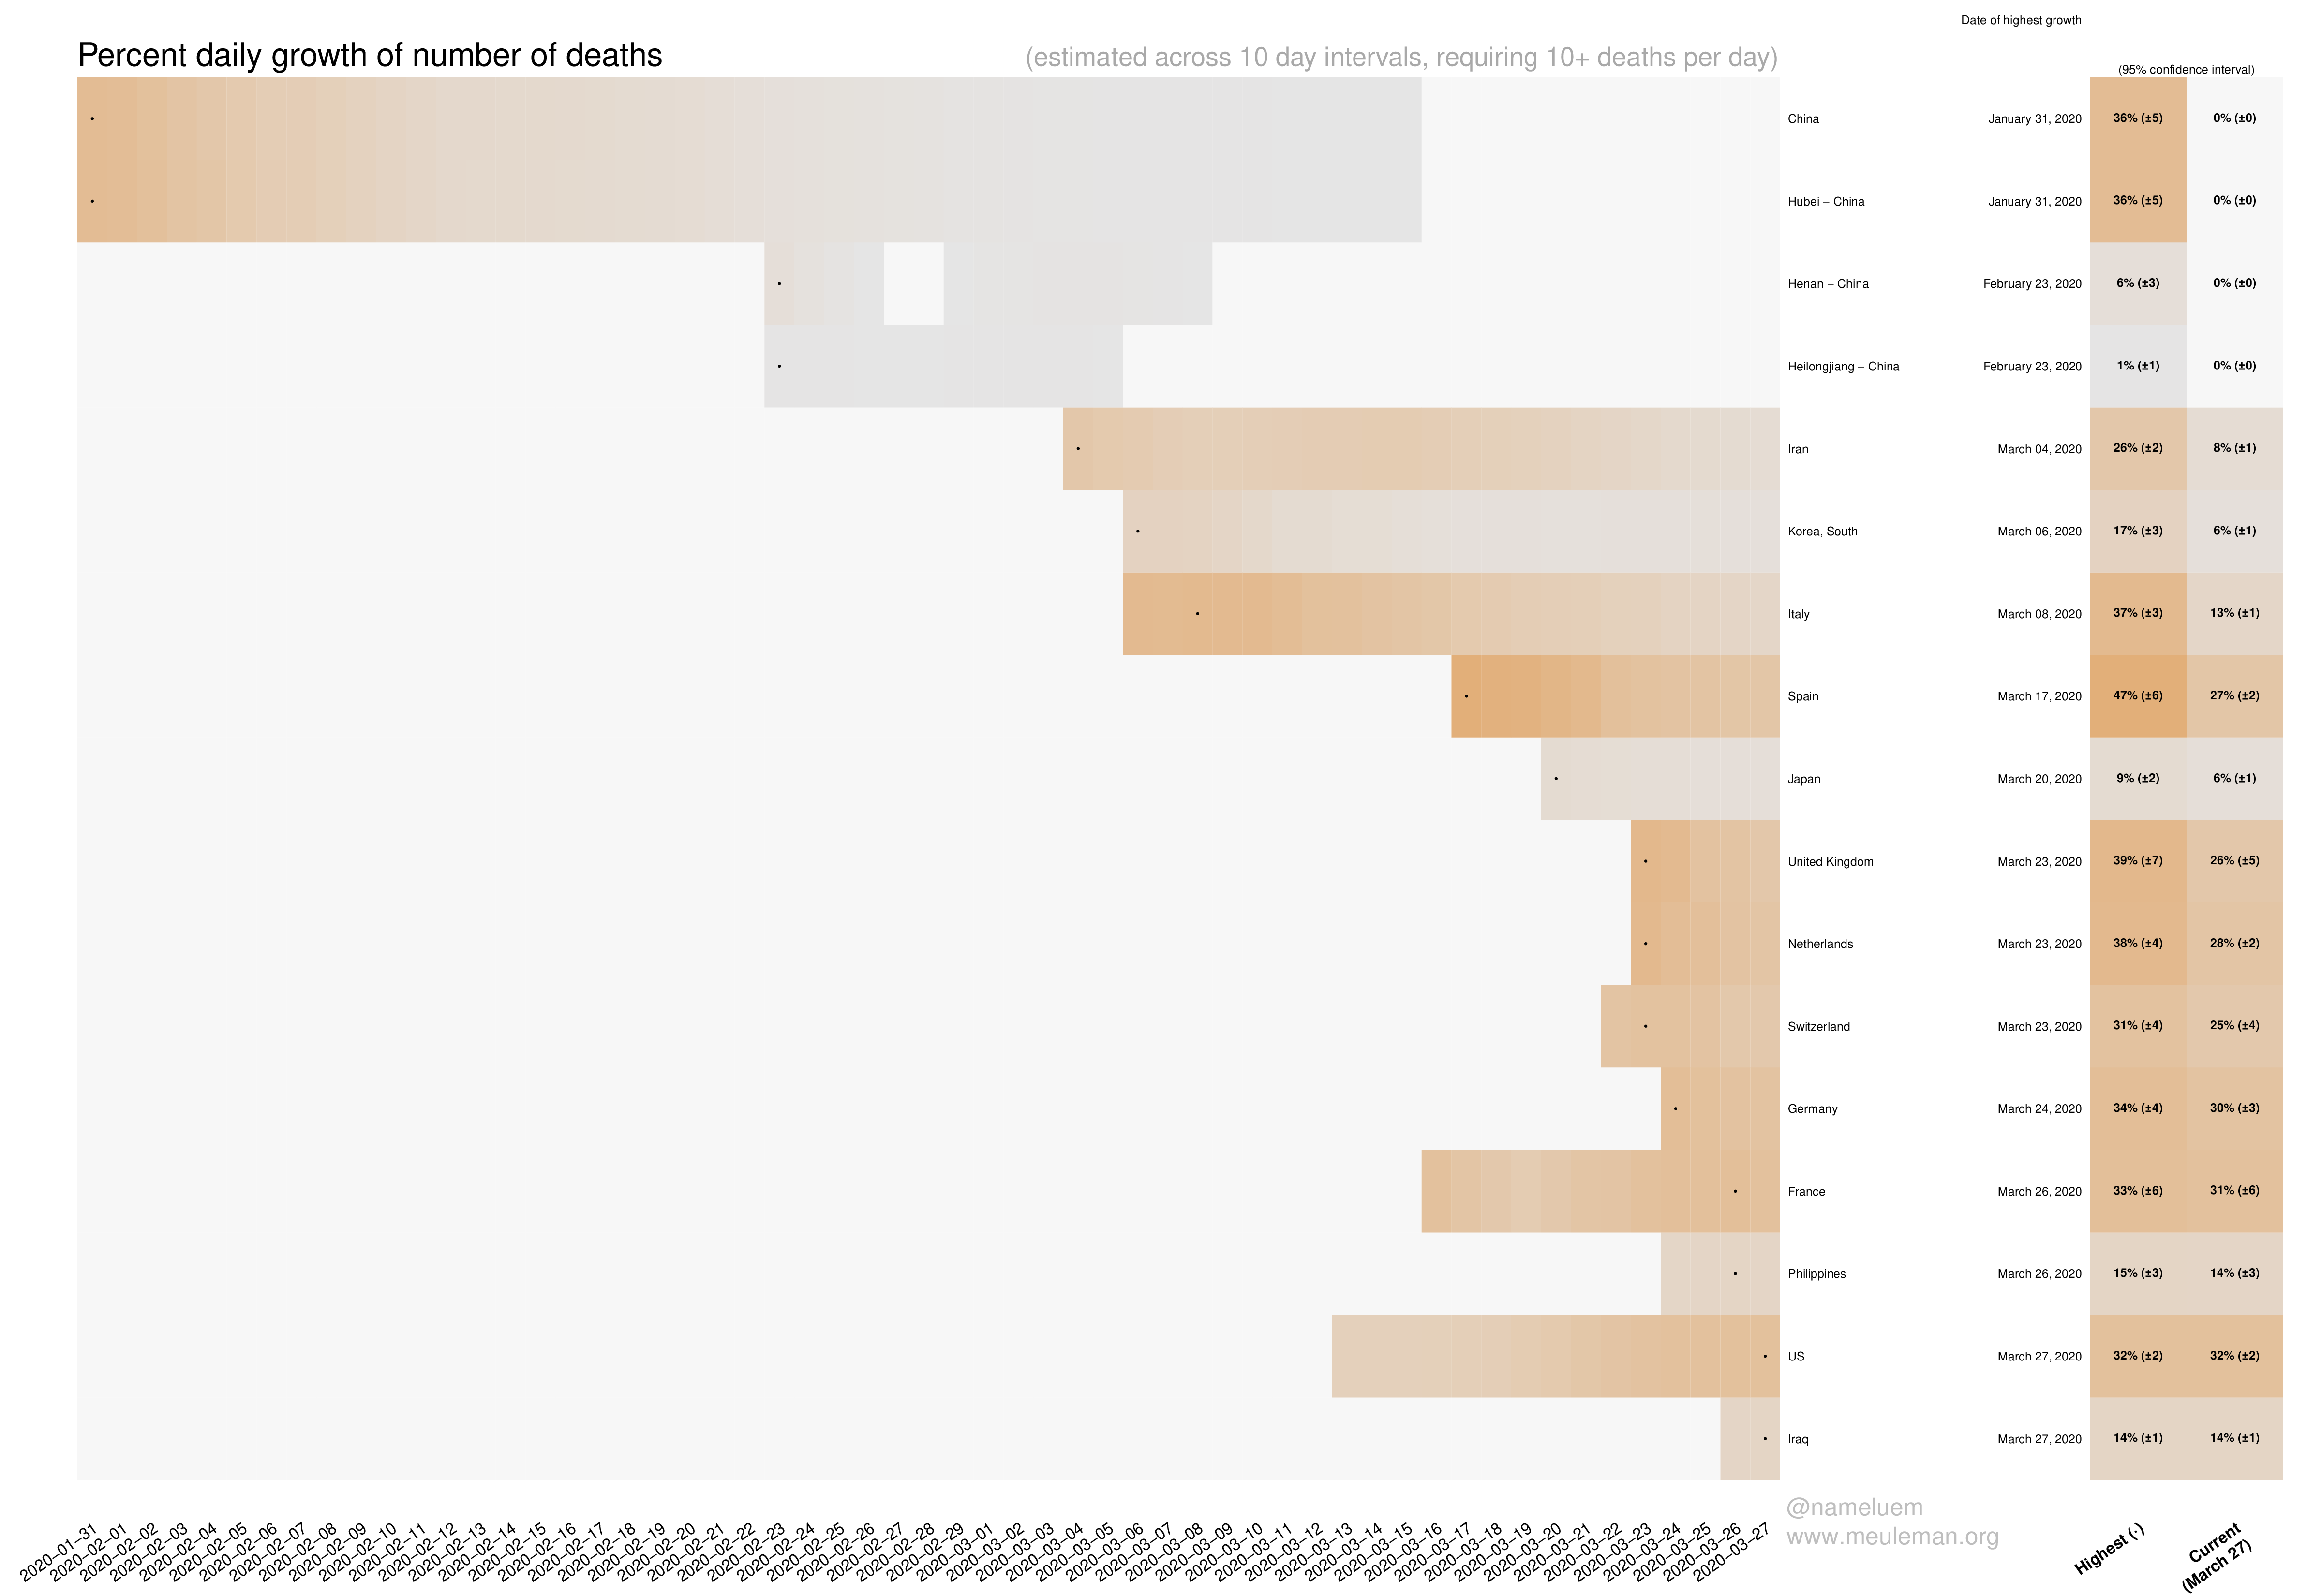 Date of highest growth
Percent daily growth of number of deaths (estimated across 10 day intervals, requiring 10+ deaths per day)
(95% confidence interval)
China January 31, 2020 36% (±5) 0% (±0)
Hubei – China January 31, 2020 36% (±5) 0% (±0)
Henan – China February 23, 2020 6% (±3) 0% (±0)
Heilongjiang – China February 23, 2020 1% (±1) 0% (±0)
Iran March 04, 2020 26% (±2) 8% (±1)
Korea, South March 06, 2020 17% (±3) 6% (±1)
Italy March 08, 2020 37% (±3) 13% (±1)
Spain March 17, 2020 47% (±6) 27% (±2)
Japan March 20, 2020 9% (±2) 6% (±1)
United Kingdom March 23, 2020 39% (±7) 26% (±5)
Netherlands March 23, 2020 38% (±4) 28% (±2)
Switzerland March 23, 2020 31% (±4) 25% (±4)
Germany March 24, 2020 34% (±4) 30% (±3)
France March 26, 2020 33% (±6) 31% (±6)
Philippines March 26, 2020 15% (±3) 14% (±3)
US March 27, 2020 32% (±2) 32% (±2)
Iraq March 27, 2020 14% (±1) 14% (±1)
@nameluem
www.meuleman.org
2020–01–31
2020–02–01
2020–02–02
2020–02–03
2020–02–04
2020–02–05
2020–02–06
2020–02–07
2020–02–08
2020–02–09
2020–02–10
2020–02–11
2020–02–12
2020–02–13
2020–02–14
2020–02–15
2020–02–16
2020–02–17
2020–02–18
2020–02–19
2020–02–20
2020–02–21
2020–02–22
2020–02–23
2020–02–24
2020–02–25
2020–02–26
2020–02–27
2020–02–28
2020–02–29
2020–03–01
2020–03–02
2020–03–03
2020–03–04
2020–03–05
2020–03–06
2020–03–07
2020–03–08
2020–03–09
2020–03–10
2020–03–11
2020–03–12
2020–03–13
2020–03–14
2020–03–15
2020–03–16
2020–03–17
2020–03–18
2020–03–19
2020–03–20
2020–03–21
2020–03–22
2020–03–23
2020–03–24
2020–03–25
2020–03–26
2020–03–27
Highest (·)
Current
(March 27)